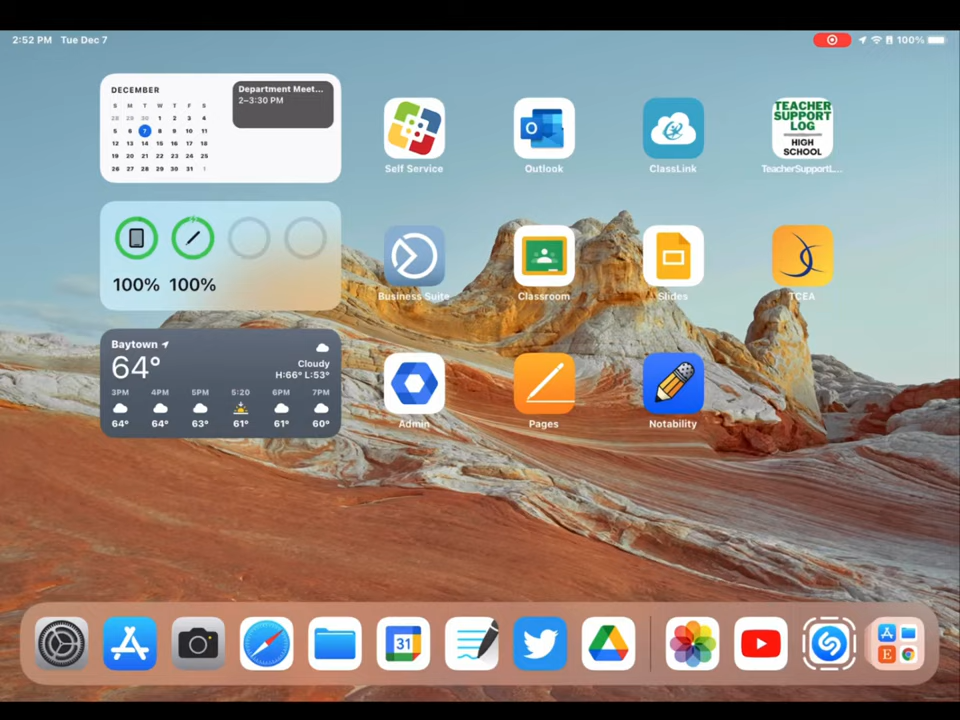 2:52 PM Tue Dec 7
100%
DECEMBER
S M T W T F S
28 29 30 1 2 3 4
5 6 7 8 9 10 11
12 13 14 15 16 17 18
19 20 21 22 23 24 25
26 27 28 29 30 31 1
Department Meet...
2–3:30 PM
100% 100%
Baytown
64°
Cloudy
H:66° L:53°
3PM 4PM 5PM 5:20 6PM 7PM
64° 64° 63° 61° 61° 60°
TEACHER
SUPPORT
LOG
HIGH
SCHOOL
Self Service Outlook ClassLink TeacherSupportL...
Business Suite Classroom Slides TCEA
Admin Pages Notability
31
E